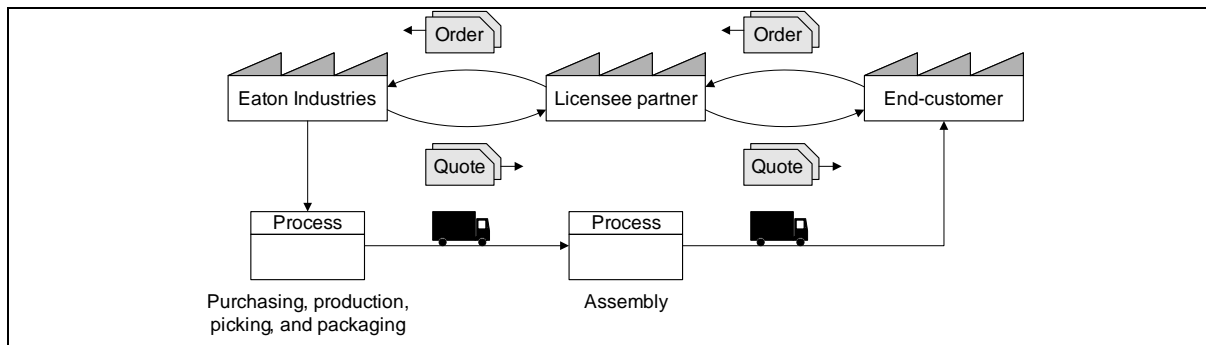 Order
Order
Eaton Industries
Licensee partner
End-customer
Quote
Quote
Process
Process
Purchasing, production,
picking, and packaging
Assembly